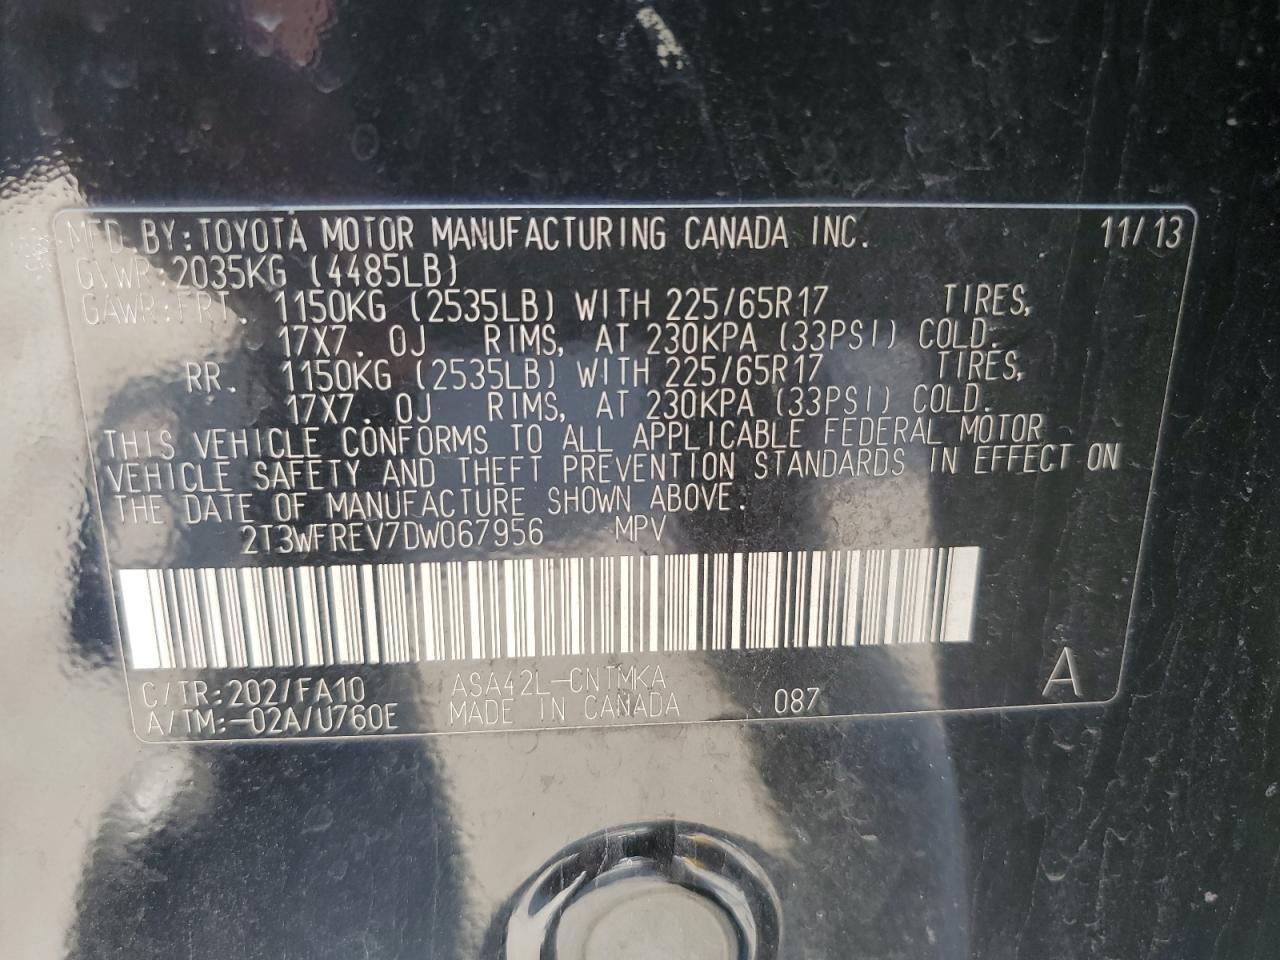 MFD.BY:TOYOTA MOTOR MANUFACTURING CANADA INC. 11/13
GVWR:2035KG (4485LB)
GAWR:FRT. 1150KG (2535LB) WITH 225/65R17 TIRES,
17X7.0J RIMS, AT 230KPA (33PSI) COLD.
RR. 1150KG (2535LB) WITH 225/65R17 TIRES,
17X7.0J RIMS, AT 230KPA (33PSI) COLD.
THIS VEHICLE CONFORMS TO ALL APPLICABLE FEDERAL MOTOR
VEHICLE SAFETY AND THEFT PREVENTION STANDARDS IN EFFECT ON
THE DATE OF MANUFACTURE SHOWN ABOVE.
2T3WFREV7DW067956 MPV
C/TR:202/FA10 ASA42L-CNTMKA A
A/TM:-02A/U760E MADE IN CANADA 087